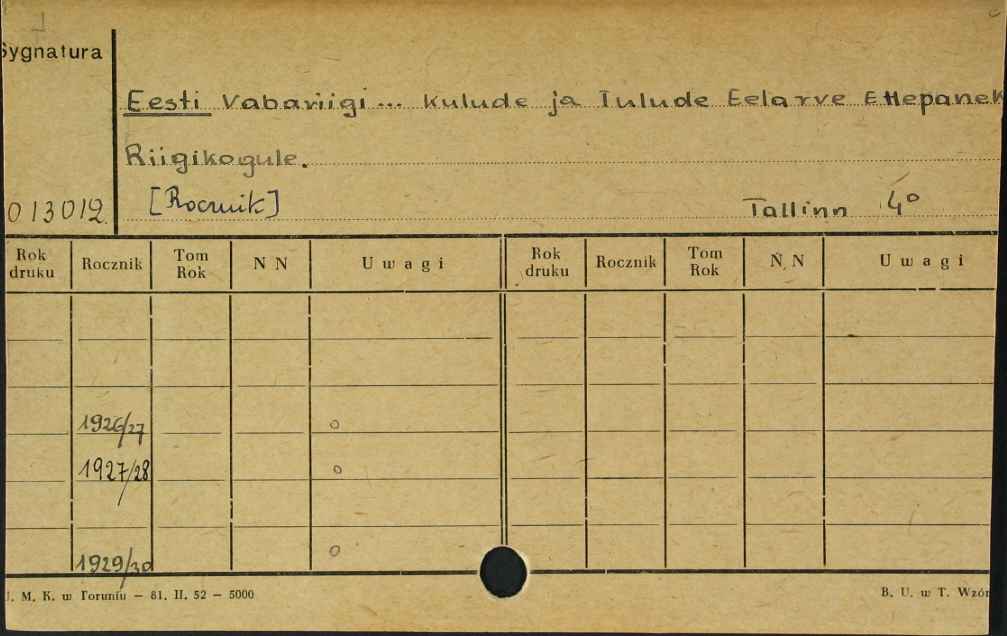 Sygnatura
Eesti Vabariigi... Kulude ja Tulude Eelarve Ettepanek
Riigikogule.
013012. [Rocznik] Tallinn 4°
Rok druku Rocznik Tom Rok N N Uwagi Rok druku Rocznik Tom Rok N N Uwagi
1926/27 o
1927/28 o
1929/30 o
U. M. K. w Toruniu – 81. II. 52 – 5000 B. U. w T. Wzór